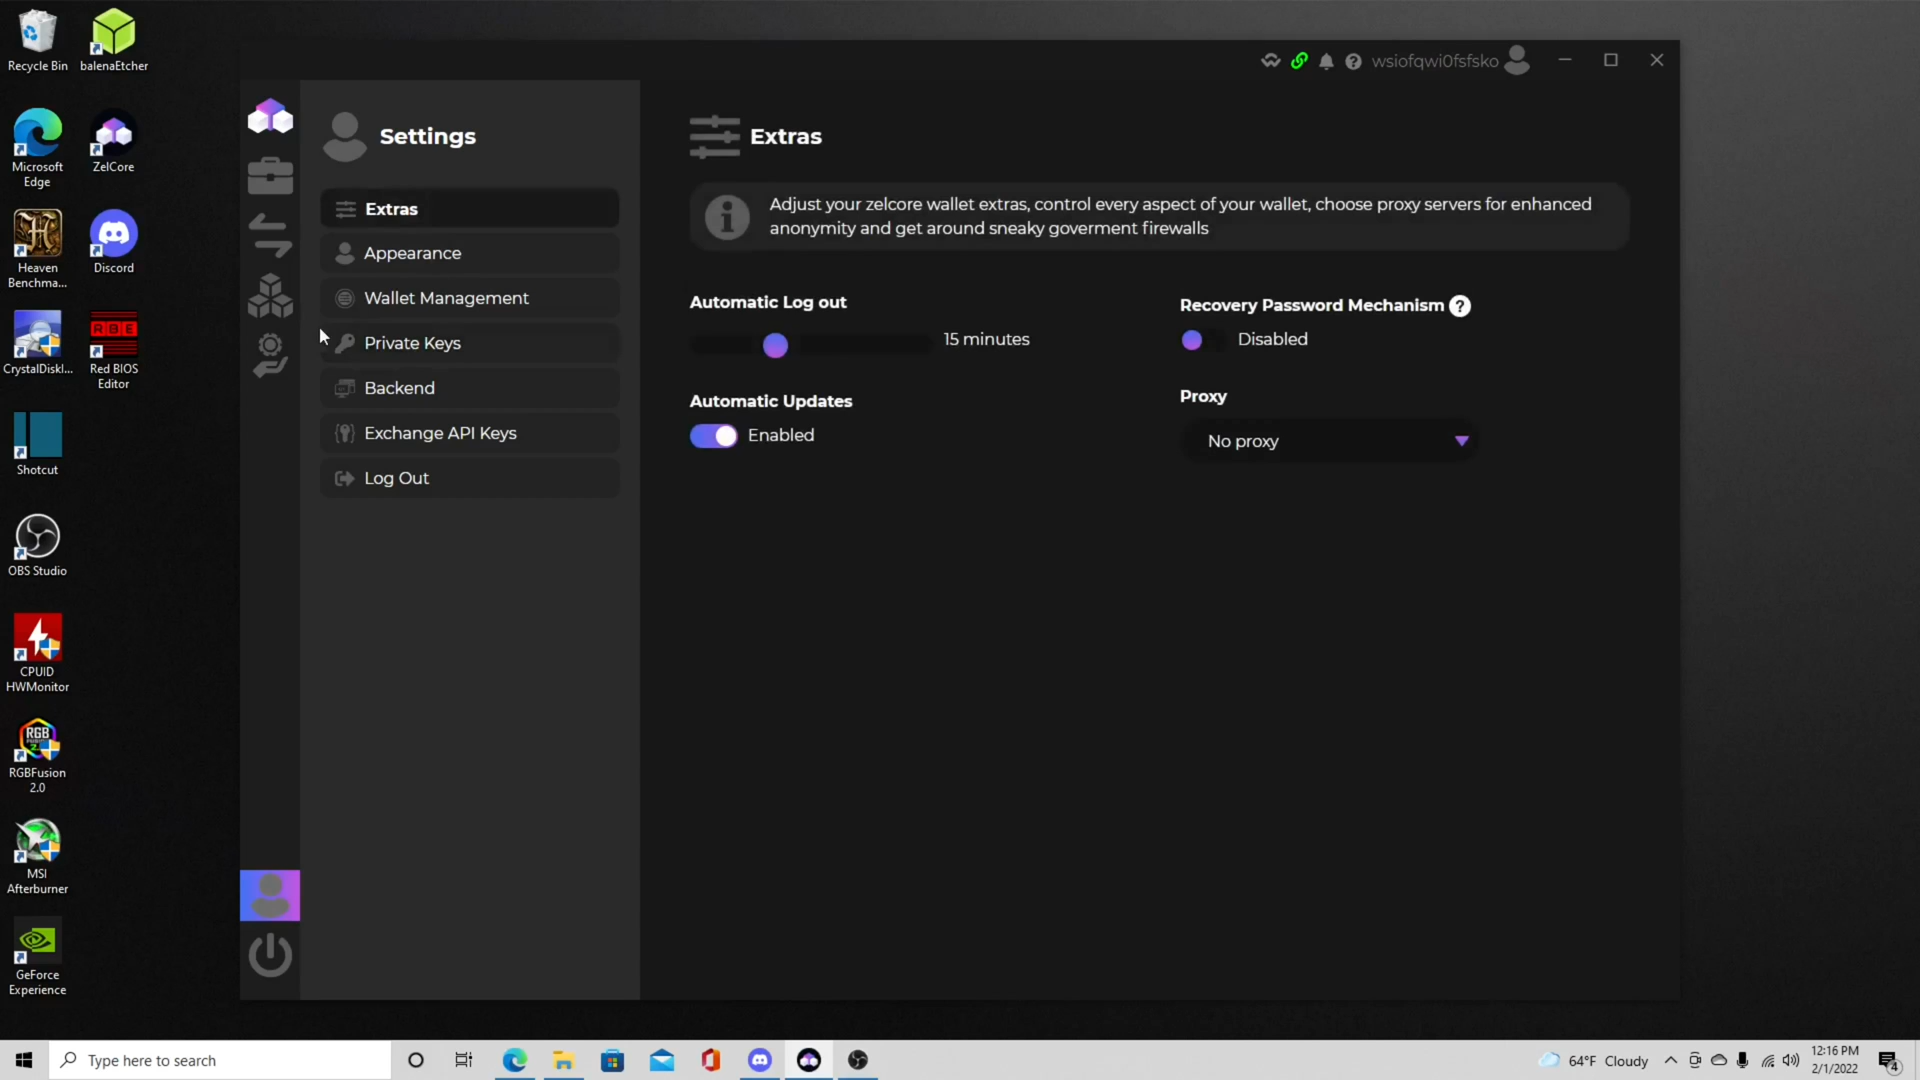 Recycle Bin
balenaEtcher
Microsoft
Edge
ZelCore
Heaven
Benchma...
Discord
CrystalDiskI...
RBE
Red BIOS
Editor
Shotcut
OBS Studio
CPUID
HWMonitor
RGB
RGBFusion
2.0
MSI
Afterburner
GeForce
Experience
wsiofqwi0fsfsko
Settings
Extras
Appearance
Wallet Management
Private Keys
Backend
Exchange API Keys
Log Out
Extras
Adjust your zelcore wallet extras, control every aspect of your wallet, choose proxy servers for enhanced
anonymity and get around sneaky goverment firewalls
Automatic Log out
15 minutes
Recovery Password Mechanism ?
Disabled
Automatic Updates
Enabled
Proxy
No proxy
Type here to search
64°F Cloudy
12:16 PM
2/1/2022
4